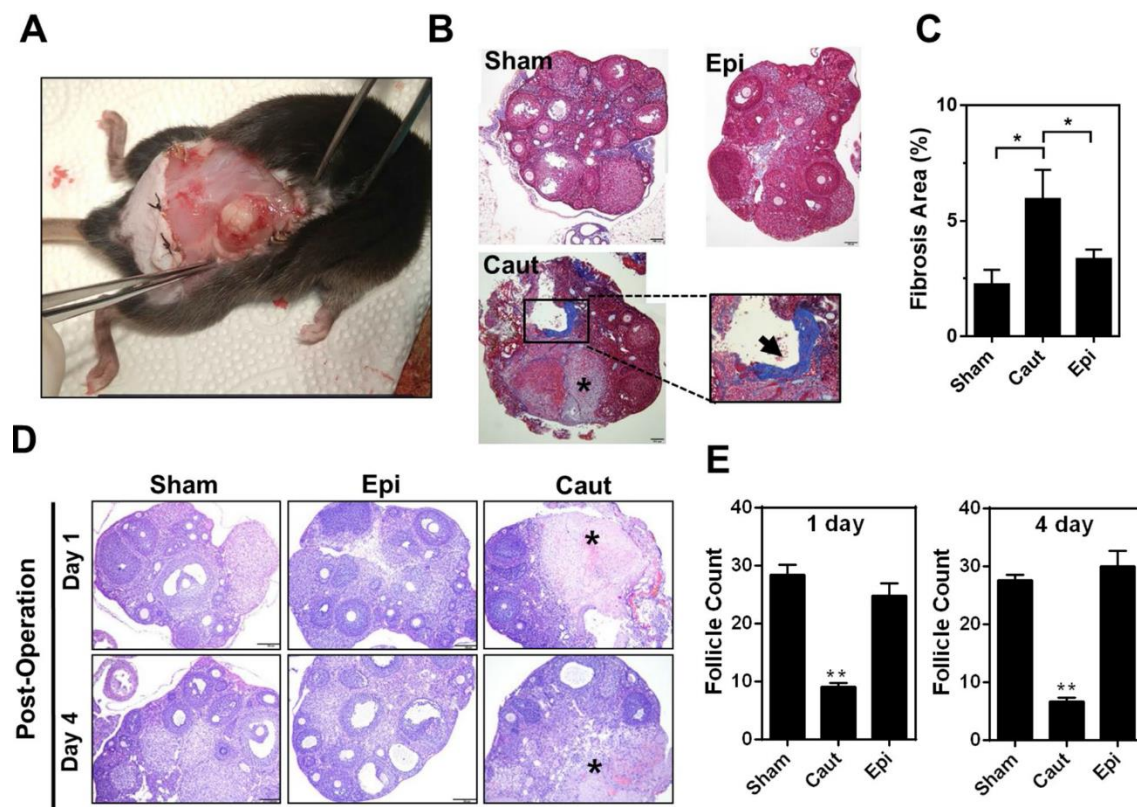 A
B
Sham
Epi
Caut
*
C
Fibrosis Area (%)
10
5
0
*
*
Sham
Caut
Epi
D
Sham
Epi
Caut
Post-Operation
Day 1
*
Day 4
*
E
Follicle Count
40
30
20
10
0
1 day
**
Sham
Caut
Epi
Follicle Count
40
30
20
10
0
4 day
**
Sham
Caut
Epi